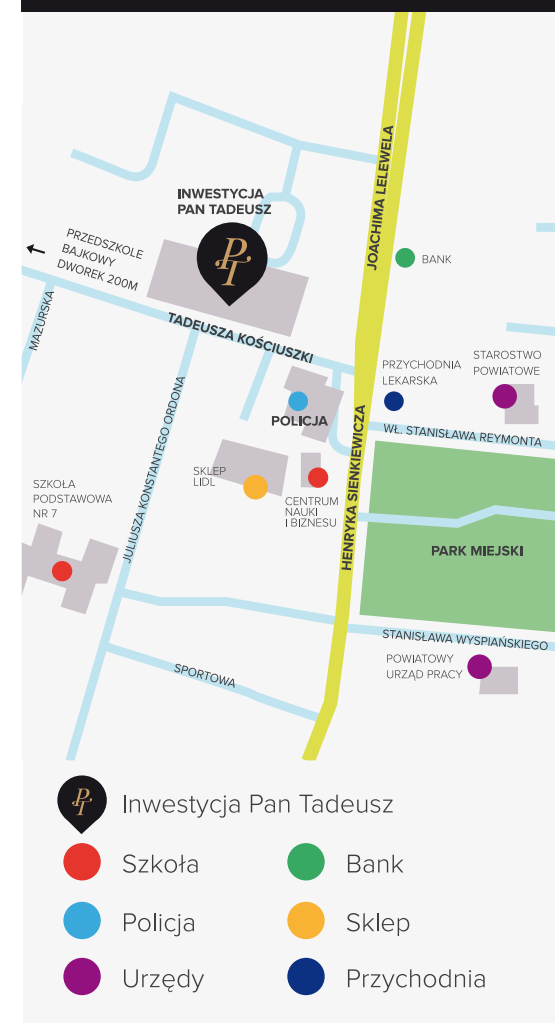 JOACHIMA LELEWELA
INWESTYCJA
PAN TADEUSZ
PT
PRZEDSZKOLE
BAJKOWY
DWOREK 200M
BANK
MAZURSKA
TADEUSZA KOŚCIUSZKI
PRZYCHODNIA
LEKARSKA
STAROSTWO
POWIATOWE
POLICJA
WŁ. STANISŁAWA REYMONTA
JULIUSZA KONSTANTEGO ORDONA
HENRYKA SIENKIEWICZA
SKLEP
LIDL
SZKOŁA
PODSTAWOWA
NR 7
CENTRUM
NAUKI
I BIZNESU
PARK MIEJSKI
STANISŁAWA WYSPIAŃSKIEGO
POWIATOWY
URZĄD PRACY
SPORTOWA
PT
Inwestycja Pan Tadeusz
Szkoła
Bank
Policja
Sklep
Urzędy
Przychodnia